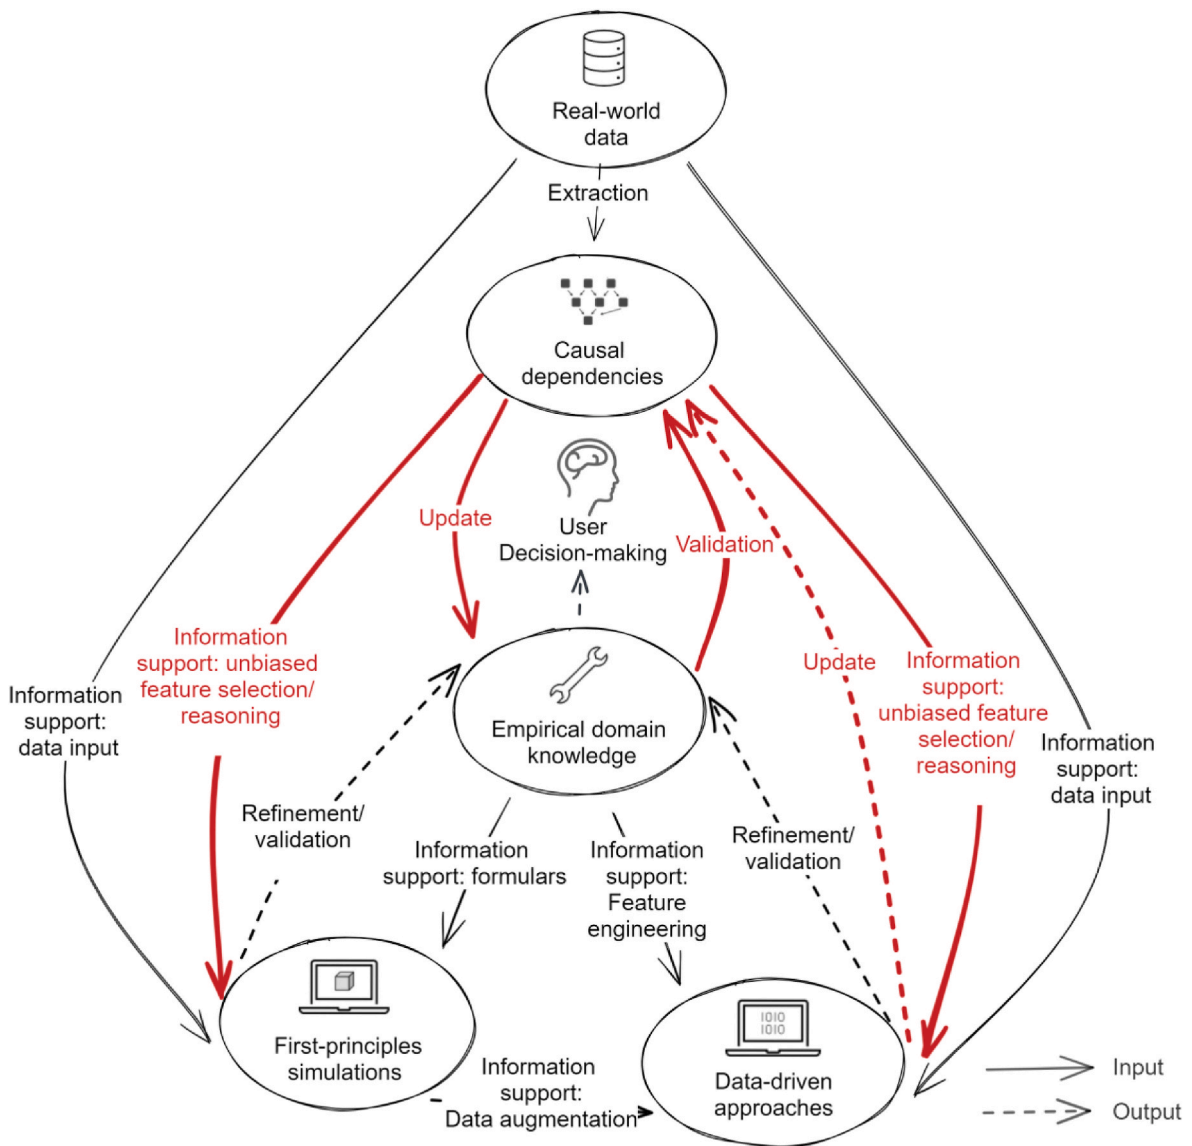 Real-world
data
Extraction
Causal
dependencies
Update
User
Decision-making
Validation
Information
support: unbiased
feature selection/
reasoning
Update
Information
support:
unbiased feature
selection/
reasoning
Information
support:
data input
Empirical domain
knowledge
Information
support:
data input
Refinement/
validation
Information
support: formulars
Information
support:
Feature
engineering
Refinement/
validation
1010
1010
First-principles
simulations
Information
support:
Data augmentation
Data-driven
approaches
Input
Output